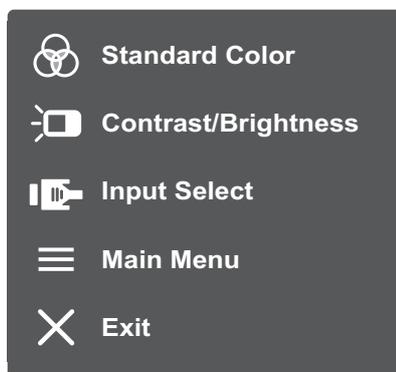 Standard Color
Contrast/Brightness
Input Select
Main Menu
Exit